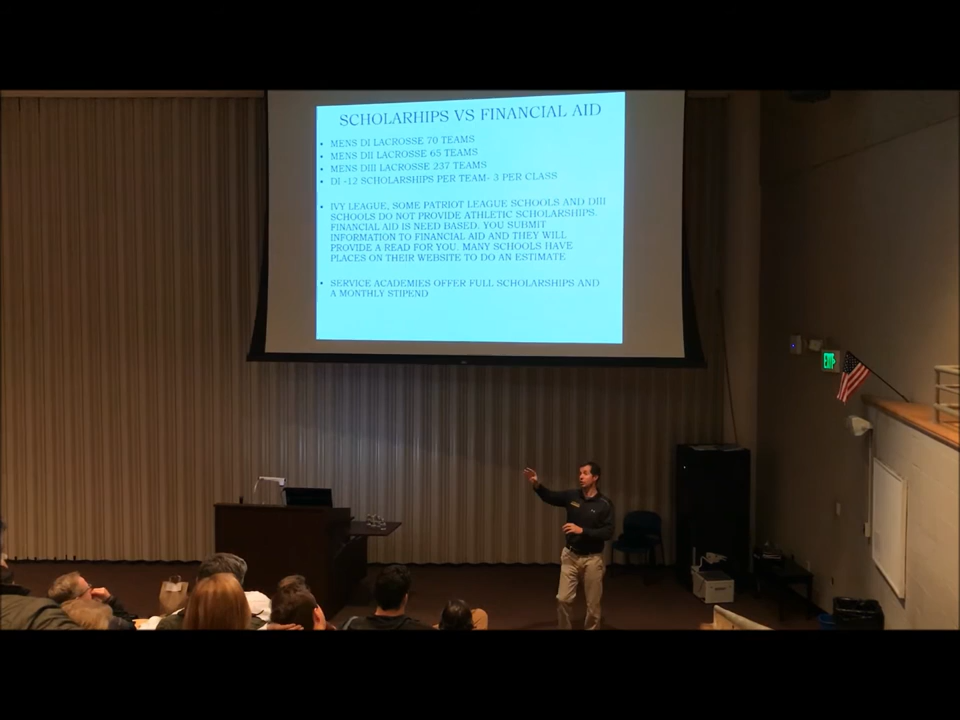 SCHOLARHIPS VS FINANCIAL AID
• MENS DI LACROSSE 70 TEAMS
• MENS DII LACROSSE 65 TEAMS
• MENS DIII LACROSSE 237 TEAMS
• DI -12 SCHOLARSHIPS PER TEAM- 3 PER CLASS
• IVY LEAGUE, SOME PATRIOT LEAGUE SCHOOLS AND DIII
SCHOOLS DO NOT PROVIDE ATHLETIC SCHOLARSHIPS.
FINANCIAL AID IS NEED BASED, YOU SUBMIT
INFORMATION TO FINANCIAL AID AND THEY WILL
PROVIDE A READ FOR YOU. MANY SCHOOLS HAVE
PLACES ON THEIR WEBSITE TO DO AN ESTIMATE
• SERVICE ACADEMIES OFFER FULL SCHOLARSHIPS AND
A MONTHLY STIPEND
EXIT